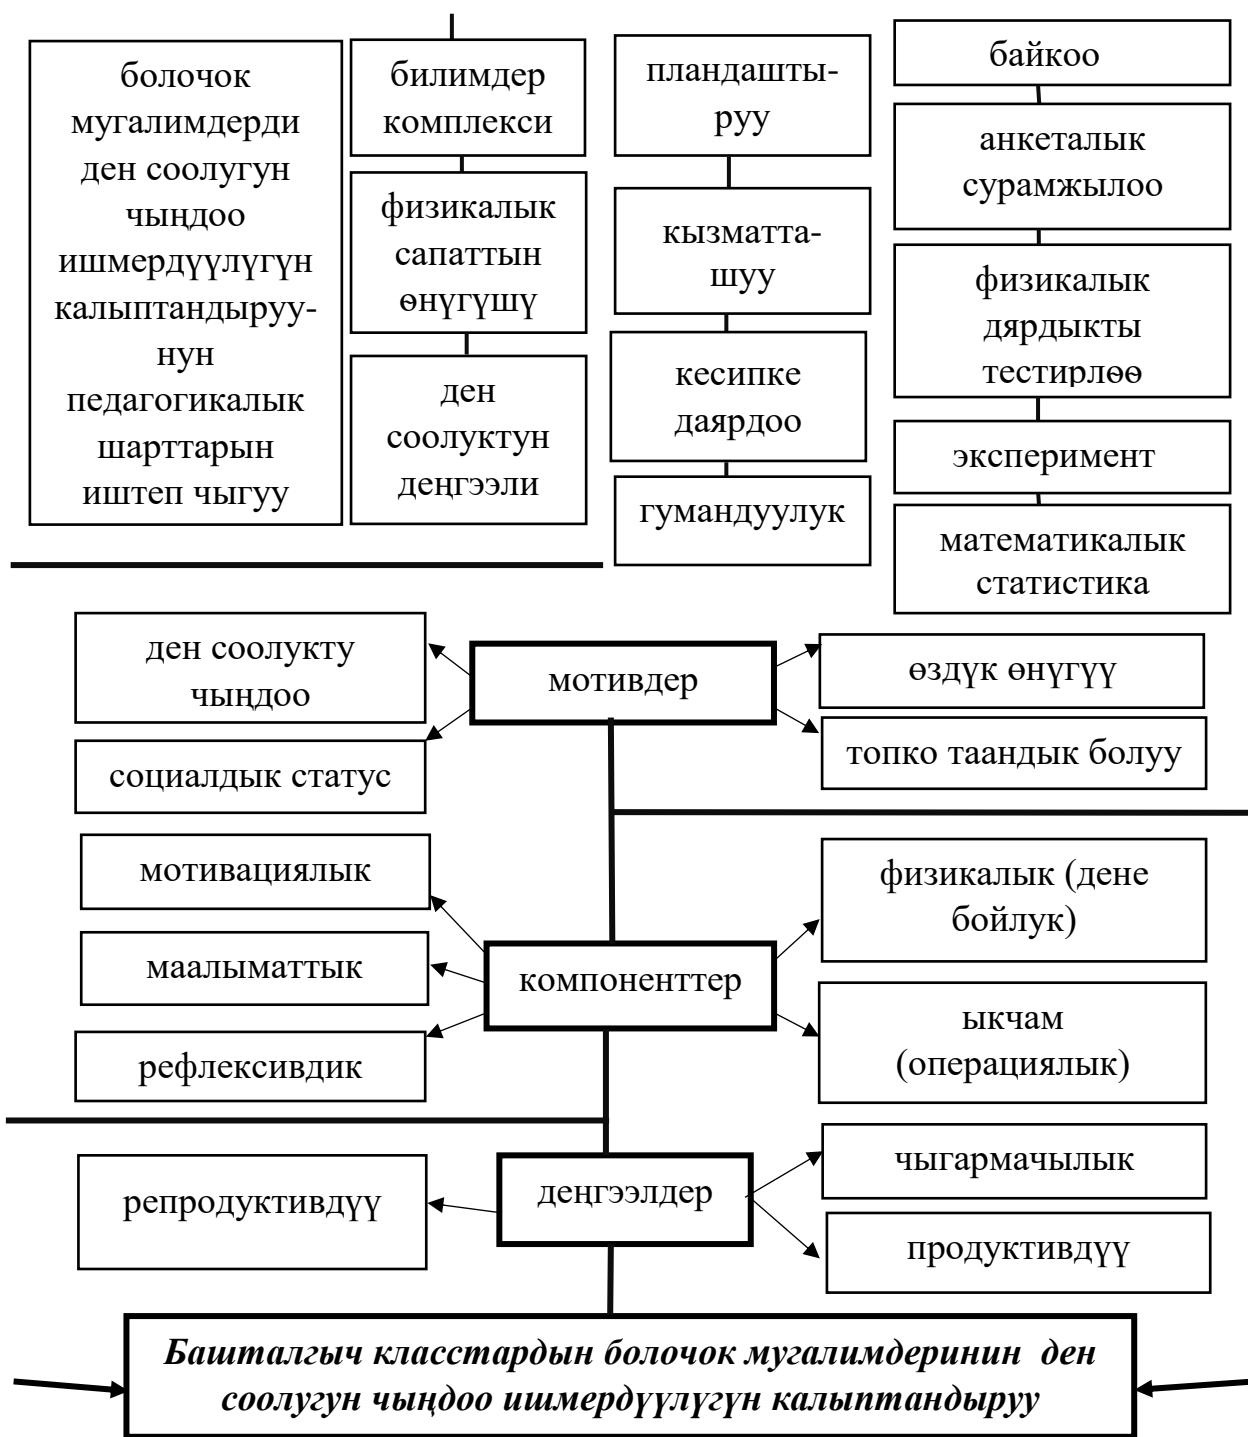 болочок
мугалимдерди
ден соолугун
чыңдоо
ишмердүүлүгүн
калыптандыруу-
нун
педагогикалык
шарттарын
иштеп чыгуу
билимдер
комплекси
физикалык
сапаттын
өнүгүшү
ден
соолуктун
деңгээли
пландашты-
руу
кызматта-
шуу
кесипке
даярдоо
гумандуулук
байкоо
анкеталык
сурамжылоо
физикалык
дярдыкты
тестирлөө
эксперимент
математикалык
статистика
ден соолукту
чыңдоо
социалдык статус
мотивдер
өздүк өнүгүү
топко таандык болуу
мотивациялык
маалыматтык
рефлексивдик
компоненттер
физикалык (дене
бойлук)
ыкчам
(операциялык)
репродуктивдүү
деңгээлдер
чыгармачылык
продуктивдүү
Башталгыч класстардын болочок мугалимдеринин ден
соолугун чыңдоо ишмердүүлүгүн калыптандыруу